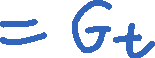 = Gt